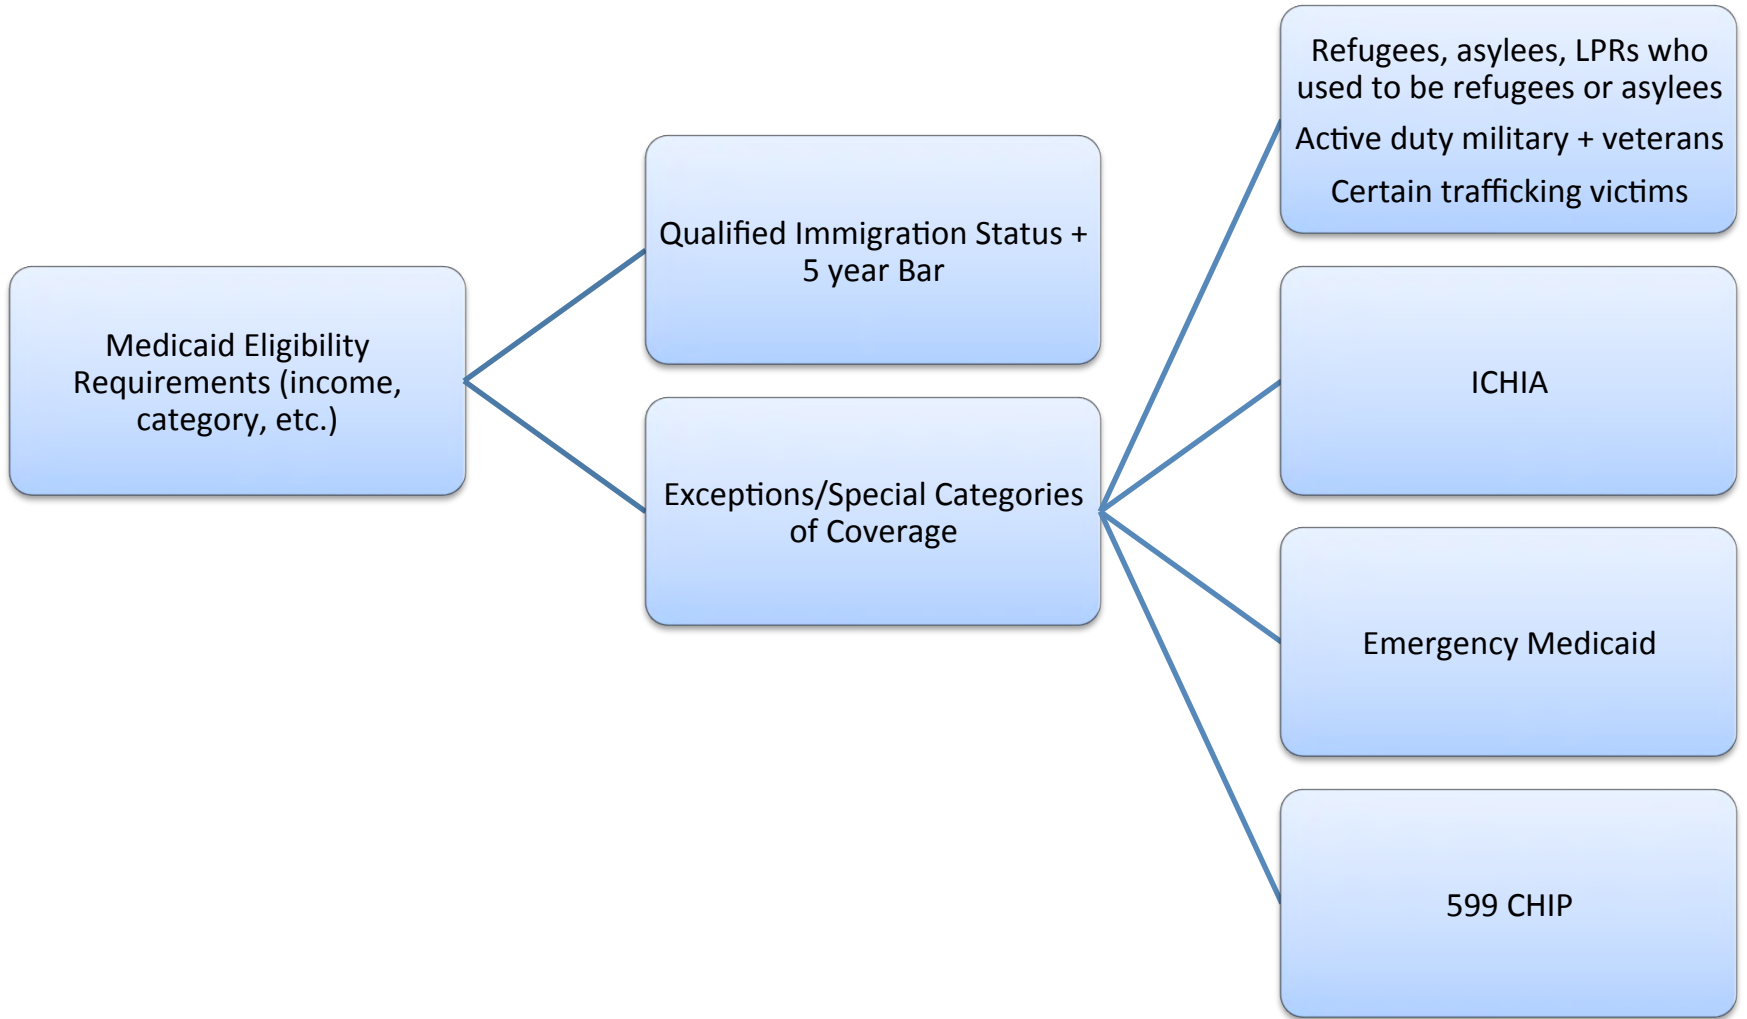 Medicaid Eligibility
Requirements (income,
category, etc.)
Qualified Immigration Status +
5 year Bar
Exceptions/Special Categories
of Coverage
Refugees, asylees, LPRs who
used to be refugees or asylees
Active duty military + veterans
Certain trafficking victims
ICHIA
Emergency Medicaid
599 CHIP